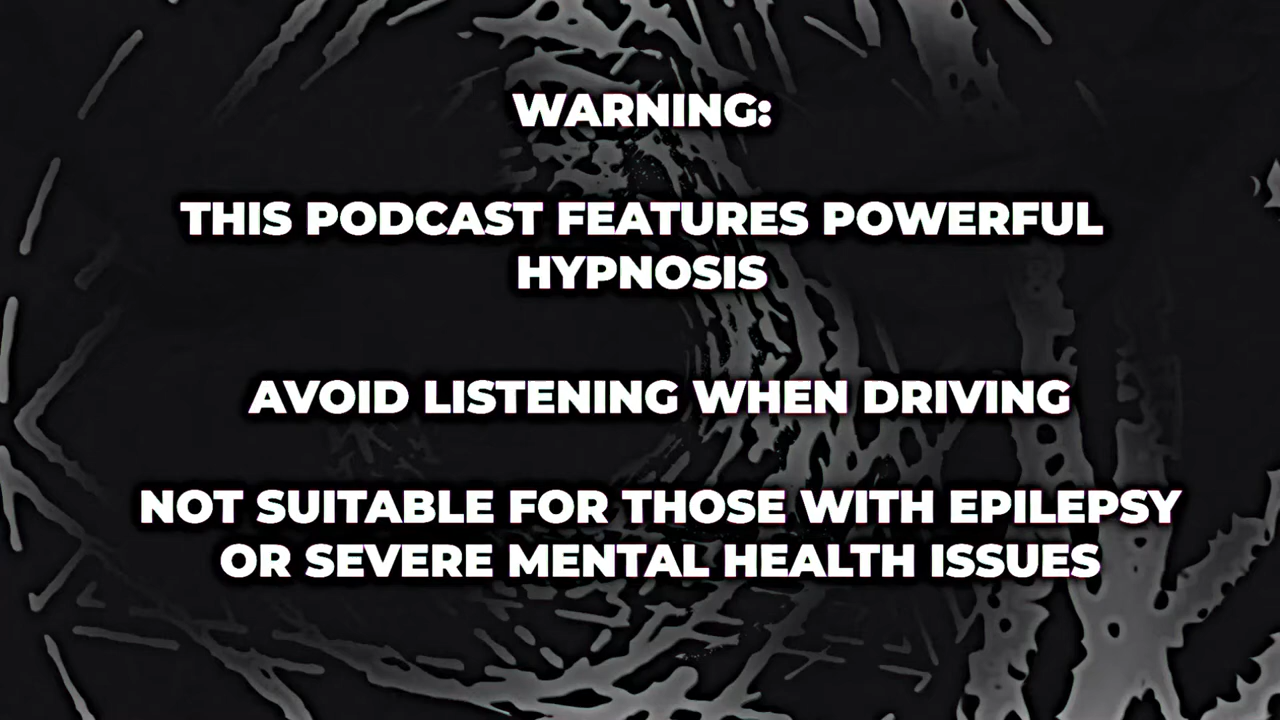 WARNING:
THIS PODCAST FEATURES POWERFUL
HYPNOSIS
AVOID LISTENING WHEN DRIVING
NOT SUITABLE FOR THOSE WITH EPILEPSY
OR SEVERE MENTAL HEALTH ISSUES